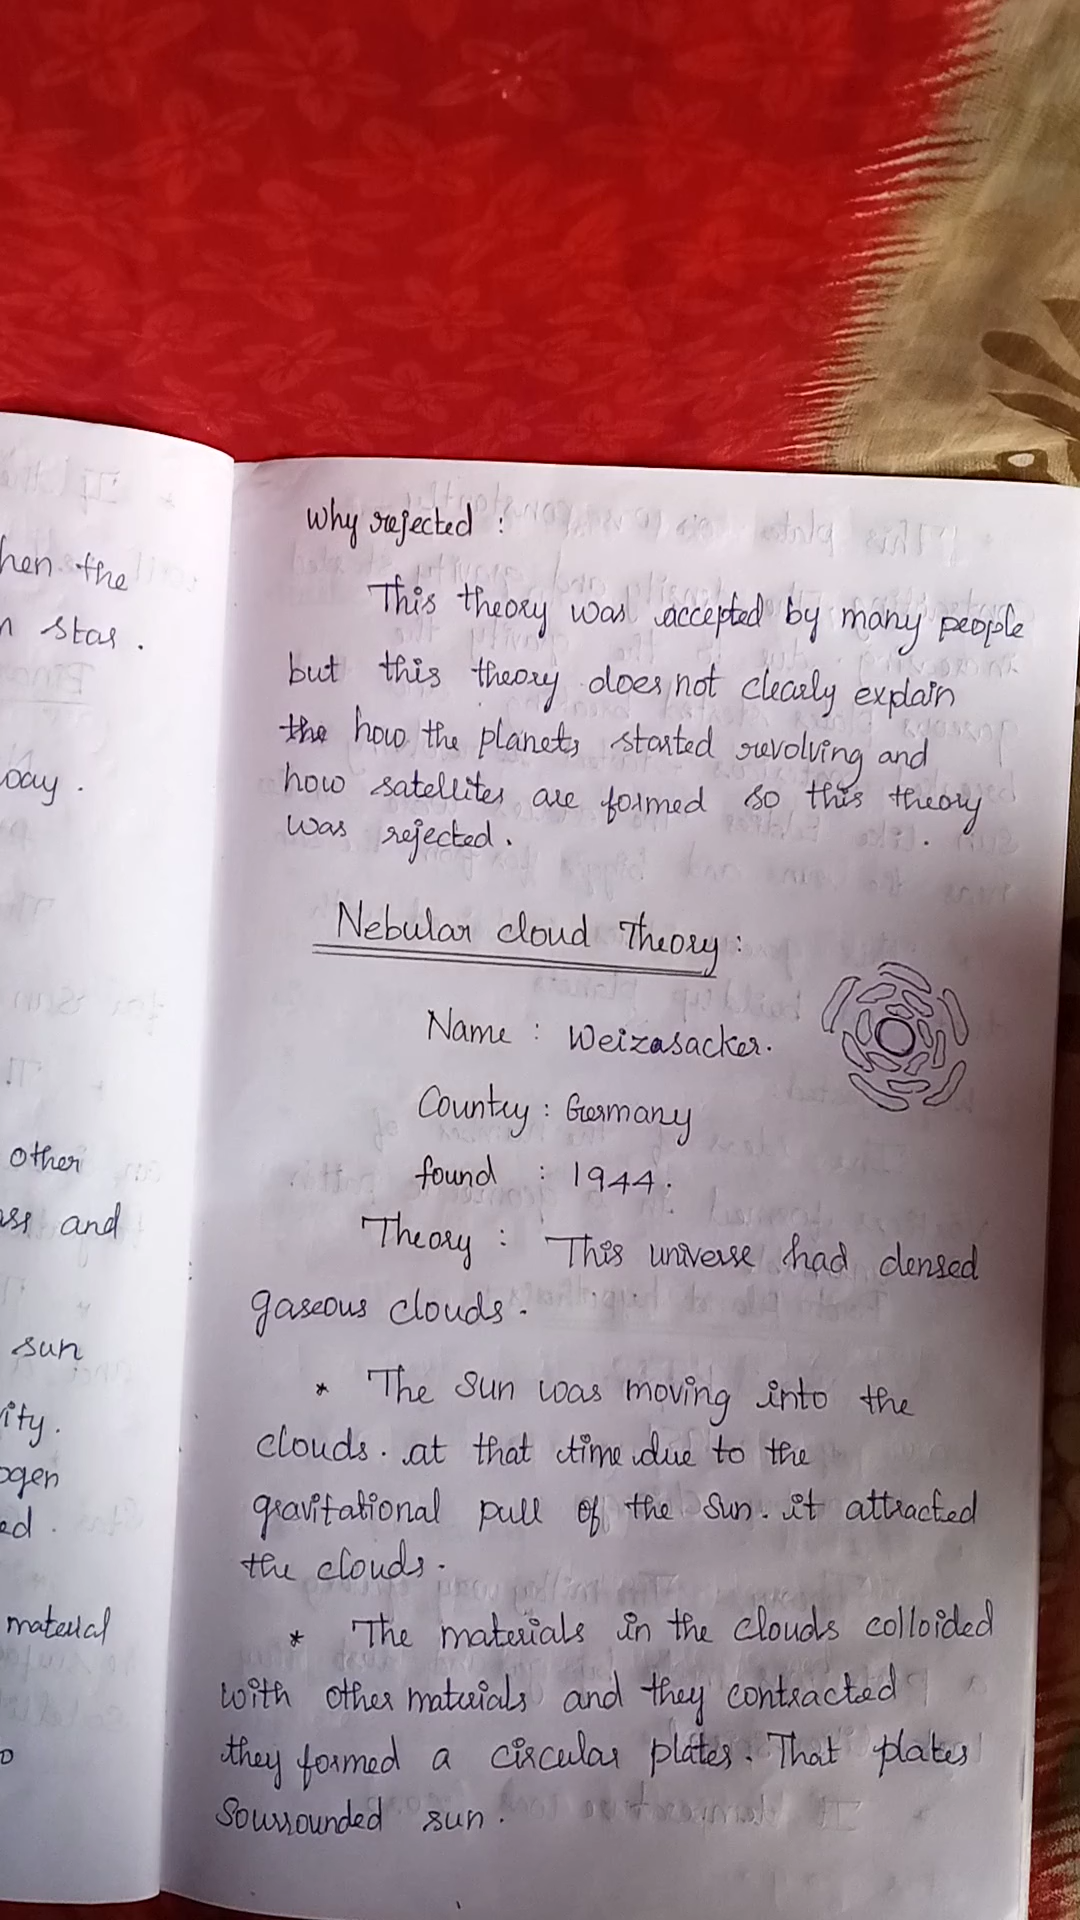 hen the
n star.
oday.
other
ass and
sun
ity.
ogen
ed.
material
Why rejected :
This theory was accepted by many people
but this theory does not clearly explain
the how the planets started revolving and
how satellites are formed so this theory
was rejected.
Nebular cloud Theory :
Name : Weizasacker.
Country : Germany
found : 1944.
Theory : This universe had densed
gaseous clouds.
* The sun was moving into the
clouds. at that time due to the
gravitational pull of the sun. it attracted
the clouds.
* The materials in the clouds colloided
with other materials and they contracted
they formed a circular plates. That plates
sourrounded sun.